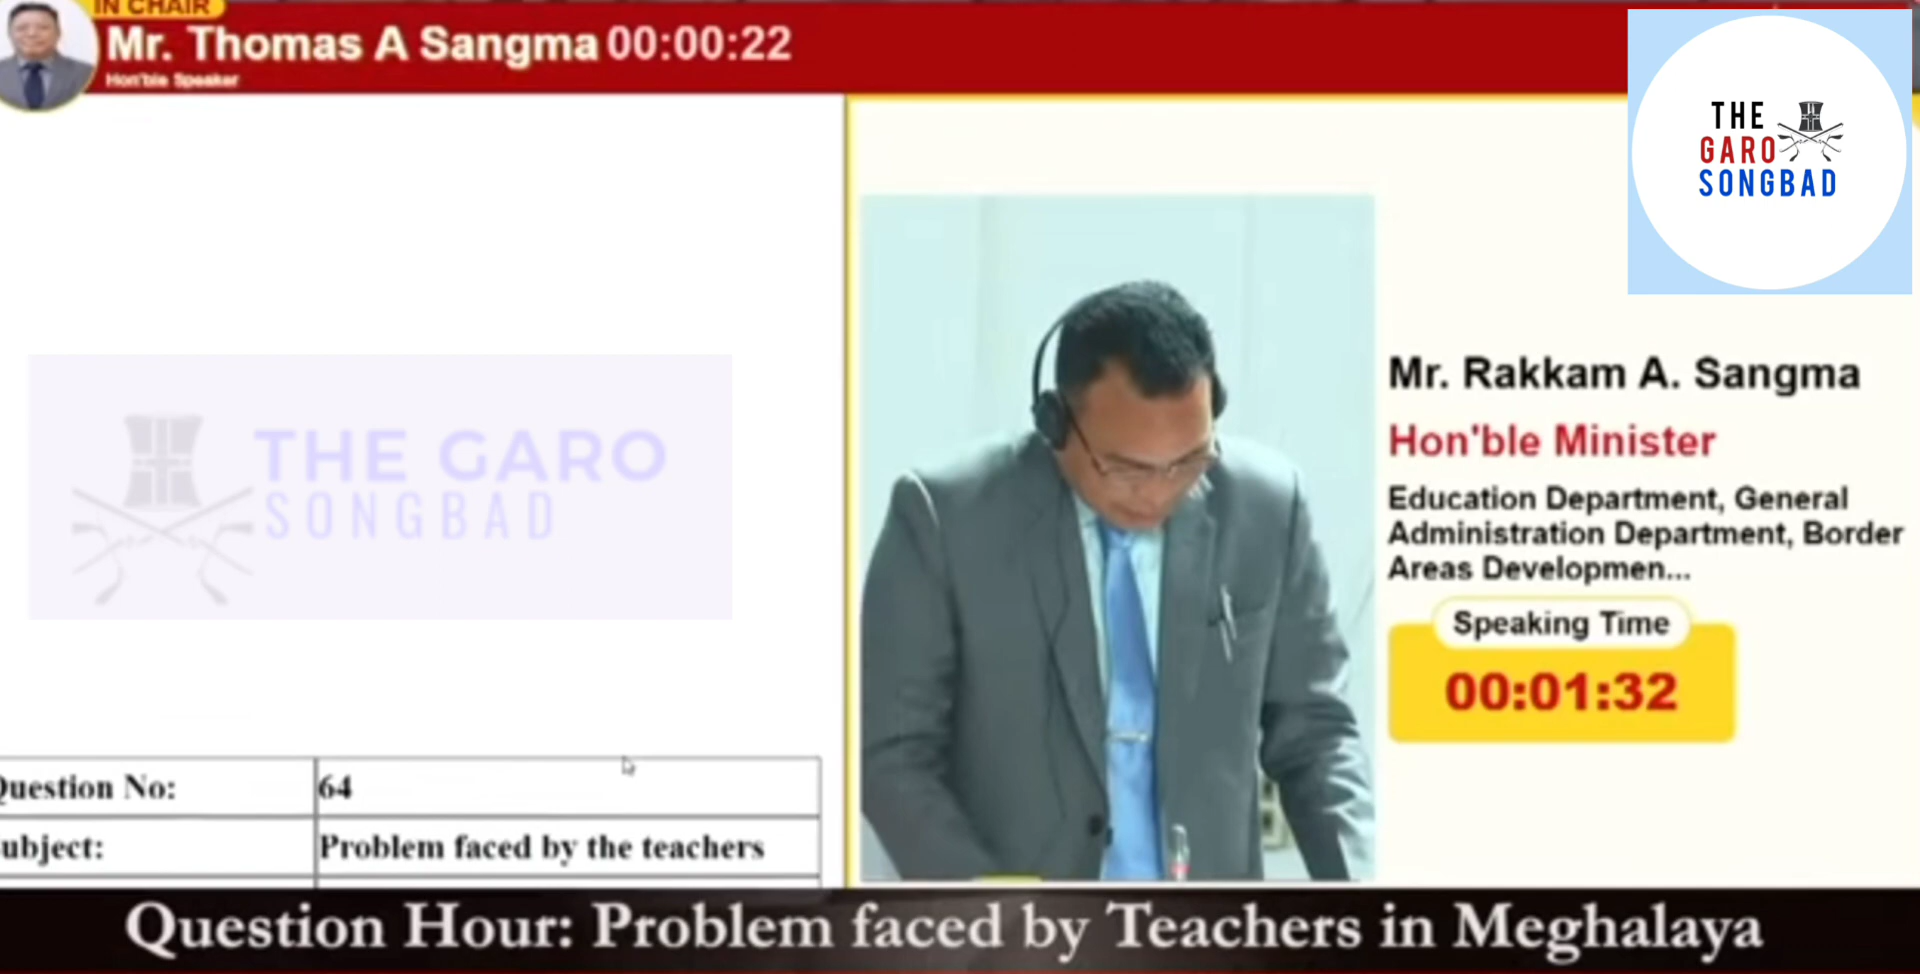 IN CHAIR
Mr. Thomas A Sangma 00:00:22
Hon'ble Speaker
THE
GARO
SONGBAD
THE GARO
SONGBAD
Mr. Rakkam A. Sangma
Hon'ble Minister
Education Department, General
Administration Department, Border
Areas Developmen...
Speaking Time
00:01:32
Question No: 64
ubject: Problem faced by the teachers
Question Hour: Problem faced by Teachers in Meghalaya